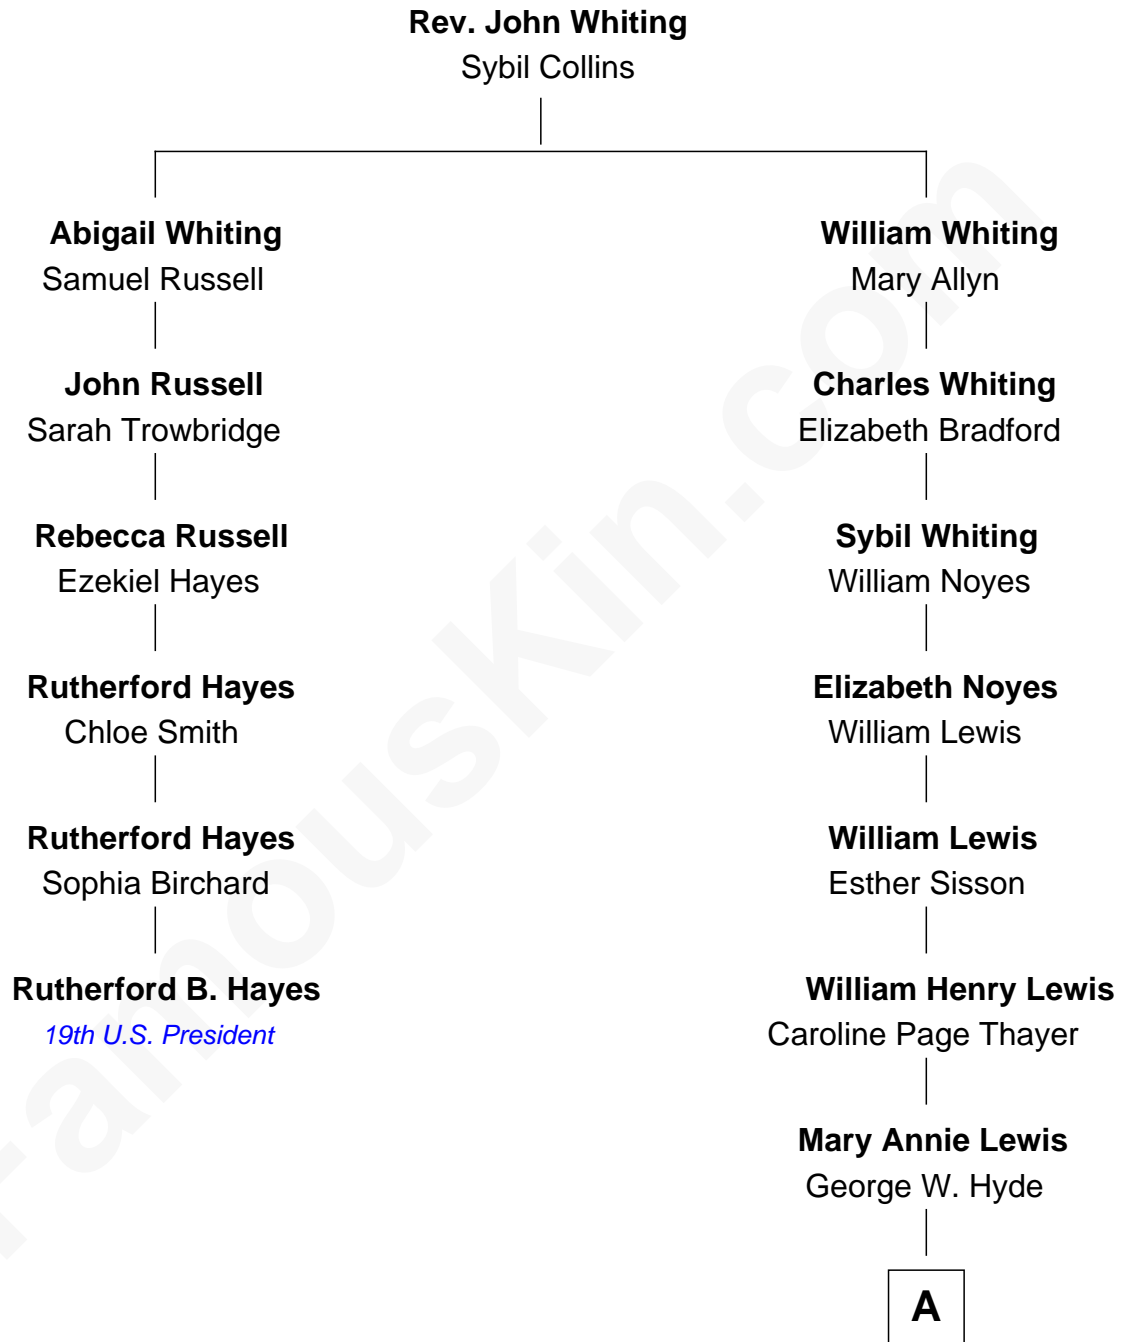 Rev. John Whiting
Sybil Collins
Abigail Whiting
Samuel Russell
William Whiting
Mary Allyn
John Russell
Sarah Trowbridge
Charles Whiting
Elizabeth Bradford
Rebecca Russell
Ezekiel Hayes
Sybil Whiting
William Noyes
Rutherford Hayes
Chloe Smith
Elizabeth Noyes
William Lewis
Rutherford Hayes
Sophia Birchard
William Lewis
Esther Sisson
Rutherford B. Hayes
19th U.S. President
William Henry Lewis
Caroline Page Thayer
Mary Annie Lewis
George W. Hyde
A
FamousKin.com